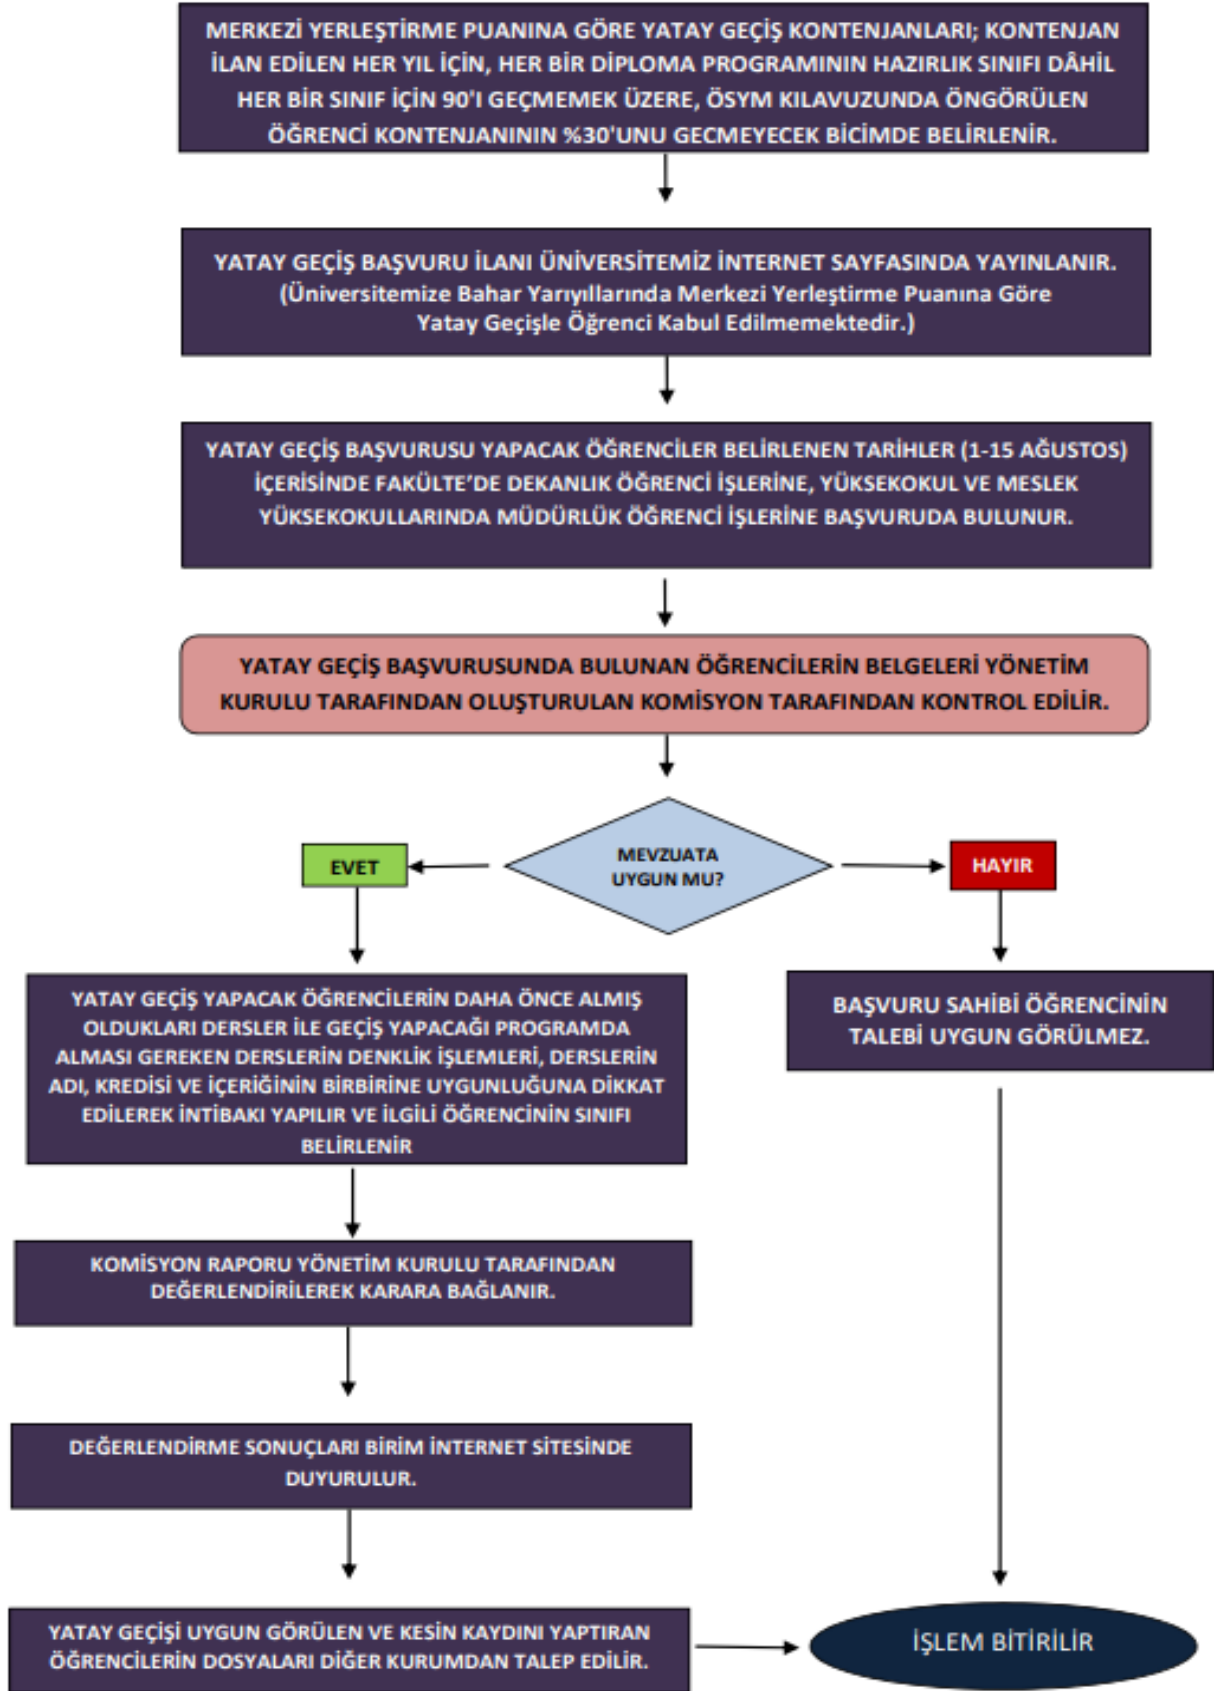 MERKEZİ YERLEŞTİRME PUANINA GÖRE YATAY GEÇİŞ KONTENJANLARI; KONTENJAN
İLAN EDİLEN HER YIL İÇİN, HER BİR DİPLOMA PROGRAMININ HAZIRLIK SINIFI DÂHİL
HER BİR SINIF İÇİN 90'I GEÇMEMEK ÜZERE, ÖSYM KILAVUZUNDA ÖNGÖRÜLEN
ÖĞRENCİ KONTENJANININ %30'UNU GECMEYECEK BICIMDE BELIRLENIR.
YATAY GEÇİŞ BAŞVURU İLANI ÜNİVERSİTEMİZ İNTERNET SAYFASINDA YAYINLANIR.
(Üniversitemize Bahar Yarıyıllarında Merkezi Yerleştirme Puanına Göre
Yatay Geçişle Öğrenci Kabul Edilmemektedir.)
YATAY GEÇİŞ BAŞVURUSU YAPACAK ÖĞRENCİLER BELİRLENEN TARİHLER (1-15 AĞUSTOS)
İÇERİSİNDE FAKÜLTE'DE DEKANLIK ÖĞRENCİ İŞLERİNE, YÜKSEKOKUL VE MESLEK
YÜKSEKOKULLARINDA MÜDÜRLÜK ÖĞRENCİ İŞLERİNE BAŞVURUDA BULUNUR.
YATAY GEÇİŞ BAŞVURUSUNDA BULUNAN ÖĞRENCİLERİN BELGELERİ YÖNETİM
KURULU TARAFINDAN OLUŞTURULAN KOMİSYON TARAFINDAN KONTROL EDİLİR.
MEVZUATA
UYGUN MU?
EVET
HAYIR
YATAY GEÇİŞ YAPACAK ÖĞRENCİLERİN DAHA ÖNCE ALMIŞ
OLDUKLARI DERSLER İLE GEÇİŞ YAPACAĞI PROGRAMDA
ALMASI GEREKEN DERSLERİN DENKLİK İŞLEMLERİ, DERSLERİN
ADI, KREDİSİ VE İÇERİĞİNİN BİRBİRİNE UYGUNLUĞUNA DİKKAT
EDİLEREK İNTİBAKI YAPILIR VE İLGİLİ ÖĞRENCİNİN SINIFI
BELİRLENİR
BAŞVURU SAHİBİ ÖĞRENCİNİN
TALEBİ UYGUN GÖRÜLMEZ.
KOMİSYON RAPORU YÖNETİM KURULU TARAFINDAN
DEĞERLENDİRİLEREK KARARA BAĞLANIR.
DEĞERLENDİRME SONUÇLARI BİRİM İNTERNET SİTESİNDE
DUYURULUR.
YATAY GEÇİŞİ UYGUN GÖRÜLEN VE KESİN KAYDINI YAPTIRAN
ÖĞRENCİLERİN DOSYALARI DİĞER KURUMDAN TALEP EDİLİR.
İŞLEM BİTİRİLİR